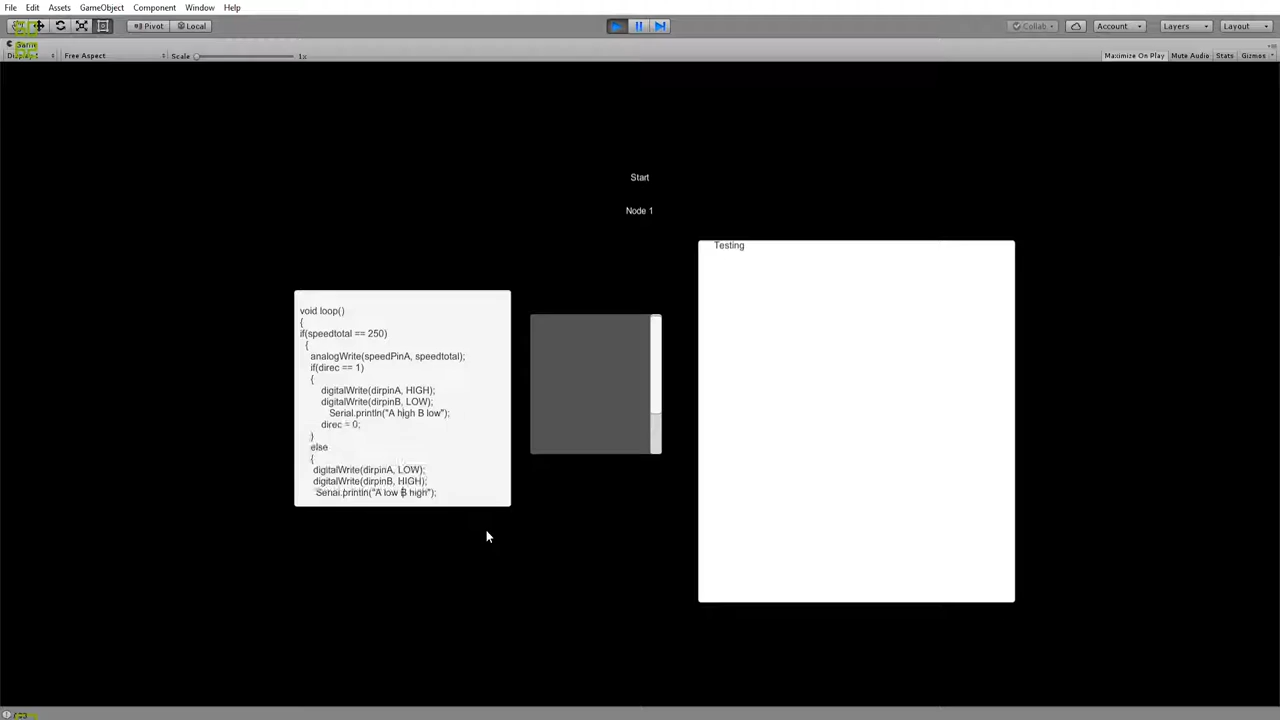 File Edit Assets GameObject Component Window Help
Pivot Local Collab Account Layers Layout
Game
Display 1 Free Aspect Scale 1x Maximize On Play Mute Audio Stats Gizmos
Start
Node 1
Testing
void loop()
{
if(speedtotal == 250)
{
analogWrite(speedPinA, speedtotal);
if(direc == 1)
{
digitalWrite(dirpinA, HIGH);
digitalWrite(dirpinB, LOW);
Serial.println("A high B low");
direc = 0;
}
else
{
digitalWrite(dirpinA, LOW);
digitalWrite(dirpinB, HIGH);
Serial.println("A low B high");